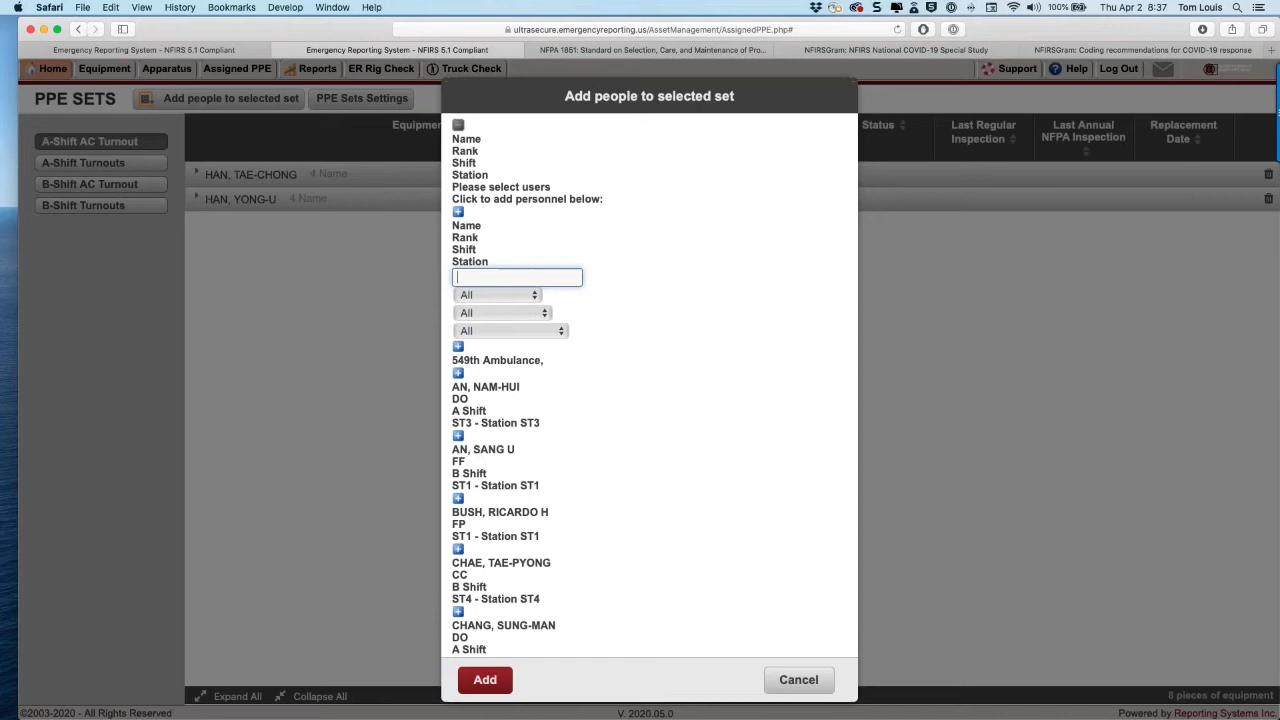 Safari File Edit View History Bookmarks Develop Window Help 100% Thu Apr 2 8:37 Tom Louis
ultrasecure.emergencyreporting.us/AssetManagement/AssignedPPE.php#
Emergency Reporting System - NFIRS 5.1 Compliant Emergency Reporting System - NFIRS 5.1 Compliant NFPA 1851: Standard on Selection, Care, and Maintenance of Pro... NFIRSGram: NFIRS National COVID-19 Special Study NFIRSGram: Coding recommendations for COVID-19 response
Home Equipment Apparatus Assigned PPE Reports ER Rig Check Truck Check Support Help Log Out
PPE SETS Add people to selected set PPE Sets Settings
A-Shift AC Turnout
A-Shift Turnouts
B-Shift AC Turnout
B-Shift Turnouts
Equipme Status Last Regular Inspection Last Annual NFPA Inspection Replacement Date
HAN, TAE-CHONG 4 Name
HAN, YONG-U 4 Name
Add people to selected set
Name
Rank
Shift
Station
Please select users
Click to add personnel below:
Name
Rank
Shift
Station
All
All
All
549th Ambulance,
AN, NAM-HUI
DO
A Shift
ST3 - Station ST3
AN, SANG U
FF
B Shift
ST1 - Station ST1
BUSH, RICARDO H
FP
ST1 - Station ST1
CHAE, TAE-PYONG
CC
B Shift
ST4 - Station ST4
CHANG, SUNG-MAN
DO
A Shift
Add Cancel
Expand All Collapse All 8 pieces of equipment
©2003-2020 - All Rights Reserved V. 2020.05.0 Powered by Reporting Systems Inc.